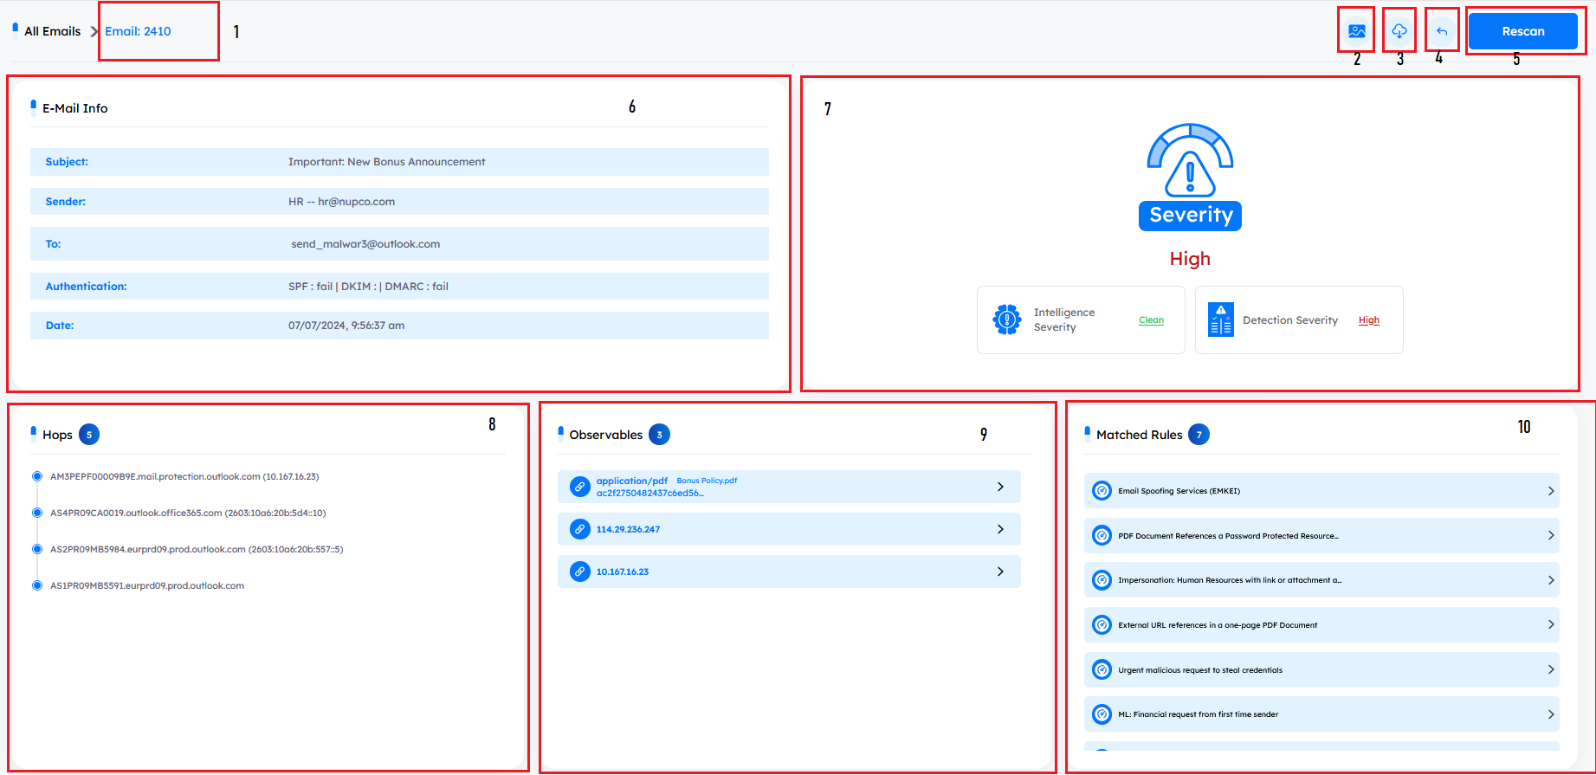 All Emails
Email: 2410
1
2
3
4
Rescan
5
E-Mail Info
6
Subject:
Important: New Bonus Announcement
Sender:
HR -- hr@nupco.com
To:
send_malwar3@outlook.com
Authentication:
SPF : fail | DKIM : | DMARC : fail
Date:
07/07/2024, 9:56:37 am
7
Severity
High
Intelligence
Severity
Clean
Detection Severity
High
Hops
5
8
AM3PEPF00009B9E.mail.protection.outlook.com (10.167.16.23)
AS4PR09CA0019.outlook.office365.com (2603:10a6:20b:5d4::10)
AS2PR09MB5984.eurprd09.prod.outlook.com (2603:10a6:20b:557::5)
AS1PR09MB5591.eurprd09.prod.outlook.com
Observables
3
9
application/pdf Bonus Policy.pdf
ac2f2750482437c6ed56...
114.29.236.247
10.167.16.23
Matched Rules
7
10
Email Spoofing Services (EMKEI)
PDF Document References a Password Protected Resource...
Impersonation: Human Resources with link or attachment a...
External URL references in a one-page PDF Document
Urgent malicious request to steal credentials
ML: Financial request from first time sender